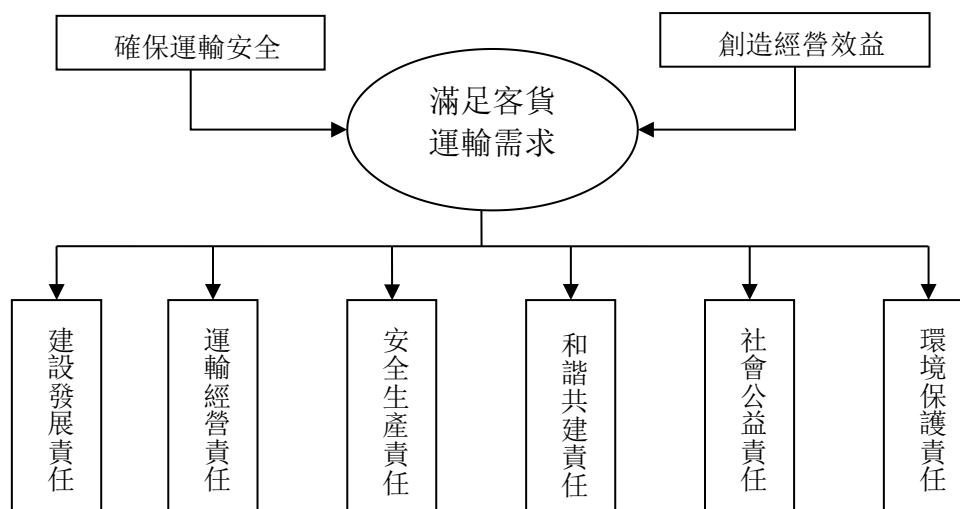 確保運輸安全
創造經營效益
滿足客貨
運輸需求
建設發展責任
運輸經營責任
安全生產責任
和諧共建責任
社會公益責任
環境保護責任